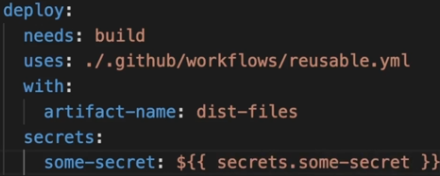 deploy:
needs: build
uses: ./.github/workflows/reusable.yml
with:
artifact-name: dist-files
secrets:
some-secret: ${{ secrets.some-secret }}